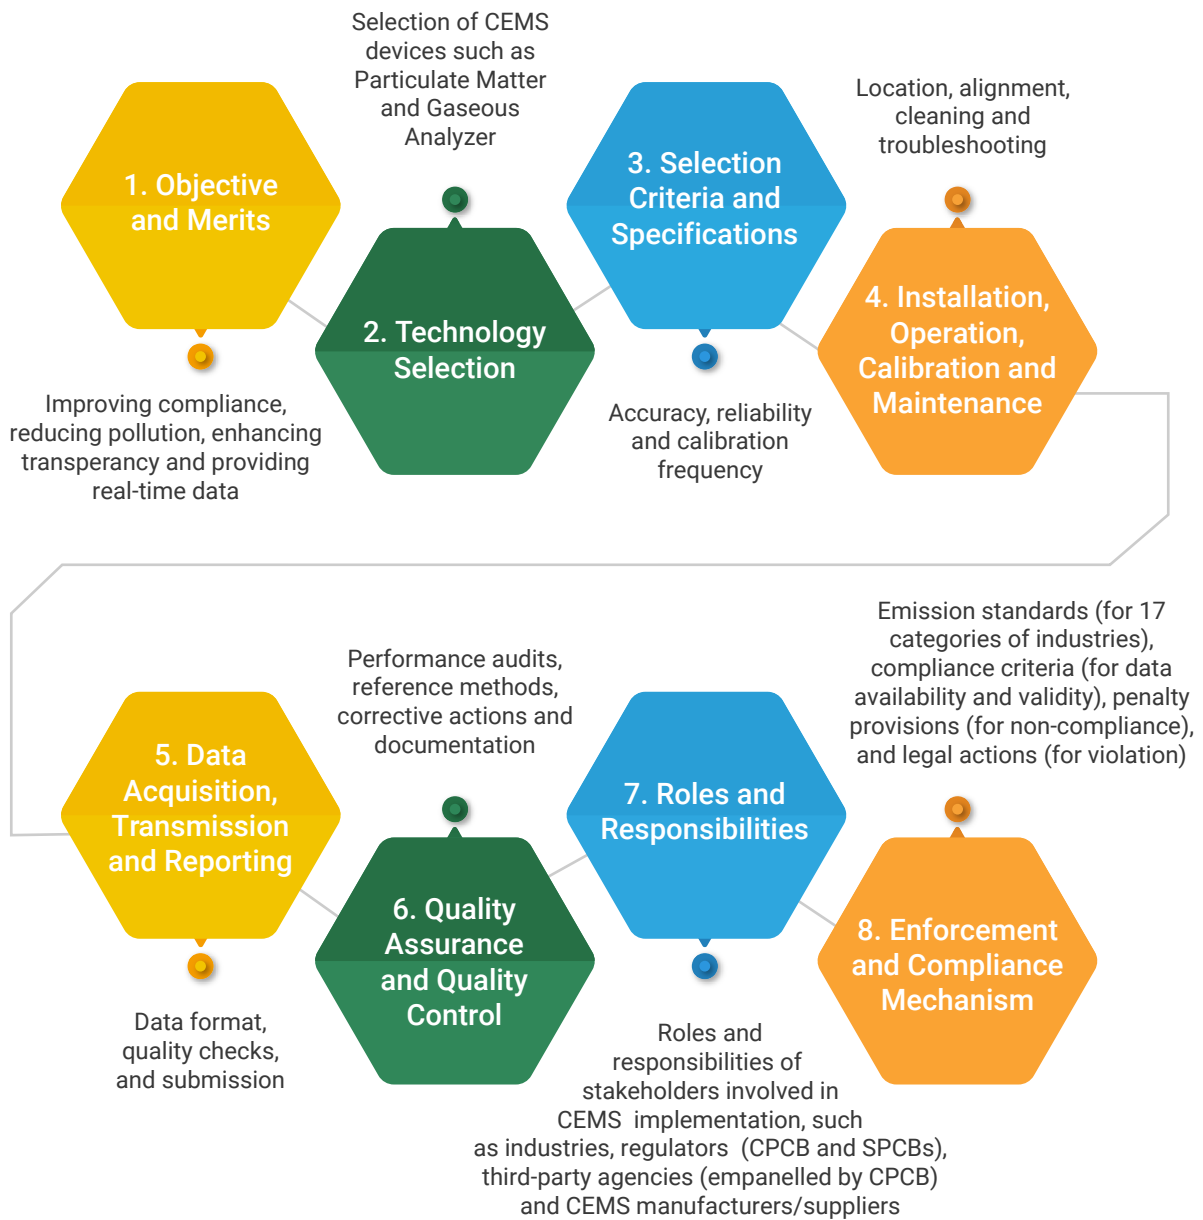 1. Objective
and Merits
Improving compliance,
reducing pollution, enhancing
transperancy and providing
real-time data
Selection of CEMS
devices such as
Particulate Matter
and Gaseous
Analyzer
2. Technology
Selection
3. Selection
Criteria and
Specifications
Accuracy, reliability
and calibration
frequency
Location, alignment,
cleaning and
troubleshooting
4. Installation,
Operation,
Calibration and
Maintenance
5. Data
Acquisition,
Transmission
and Reporting
Data format,
quality checks,
and submission
Performance audits,
reference methods,
corrective actions and
documentation
6. Quality
Assurance
and Quality
Control
7. Roles and
Responsibilities
Roles and
responsibilities of
stakeholders involved in
CEMS implementation, such
as industries, regulators (CPCB and SPCBs),
third-party agencies (empanelled by CPCB)
and CEMS manufacturers/suppliers
Emission standards (for 17
categories of industries),
compliance criteria (for data
availability and validity), penalty
provisions (for non-compliance),
and legal actions (for violation)
8. Enforcement
and Compliance
Mechanism